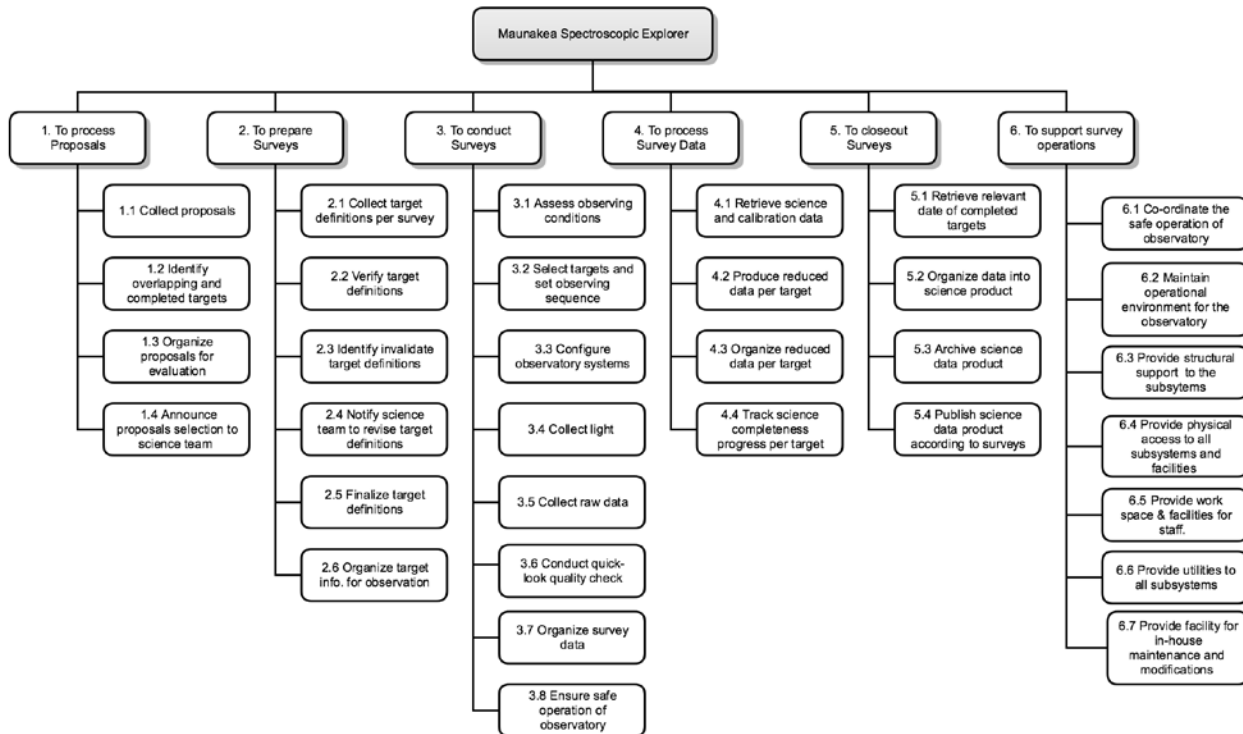 Maunakea Spectroscopic Explorer
1. To process
Proposals
2. To prepare
Surveys
3. To conduct
Surveys
4. To process
Survey Data
5. To closeout
Surveys
6. To support survey
operations
1.1 Collect proposals
1.2 Identify
overlapping and
completed targets
1.3 Organize
proposals for
evaluation
1.4 Announce
proposals selection to
science team
2.1 Collect target
definitions per survey
2.2 Verify target
definitions
2.3 Identify invalidate
target definitions
2.4 Notify science
team to revise target
definitions
2.5 Finalize target
definitions
2.6 Organize target
info. for observation
3.1 Assess observing
conditions
3.2 Select targets and
set observing
sequence
3.3 Configure
observatory systems
3.4 Collect light
3.5 Collect raw data
3.6 Conduct quick-
look quality check
3.7 Organize survey
data
3.8 Ensure safe
operation of
observatory
4.1 Retrieve science
and calibration data
4.2 Produce reduced
data per target
4.3 Organize reduced
data per target
4.4 Track science
completeness
progress per target
5.1 Retrieve relevant
date of completed
targets
5.2 Organize data into
science product
5.3 Archive science
data product
5.4 Publish science
data product
according to surveys
6.1 Co-ordinate the
safe operation of
observatory
6.2 Maintain
operational
environment for the
observatory
6.3 Provide structural
support to the
subsytems
6.4 Provide physical
access to all
subsystems and
facilities
6.5 Provide work
space & facilities for
staff.
6.6 Provide utilities to
all subsystems
6.7 Provide facility for
in-house
maintenance and
modifications